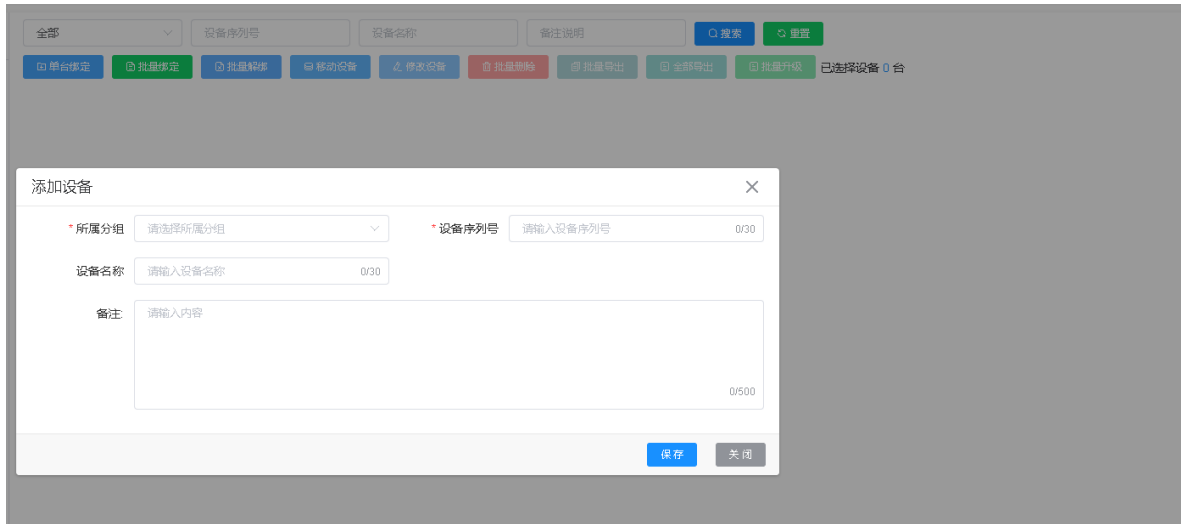 全部 设备序列号 设备名称 备注说明 搜索 重置
单台绑定 批量绑定 批量解绑 移动设备 修改设备 批量删除 批量导出 全部导出 批量升级 已选择设备 0 台
添加设备
* 所属分组 请选择所属分组 * 设备序列号 请输入设备序列号 0/30
设备名称 请输入设备名称 0/30
备注: 请输入内容
0/500
保存 关闭